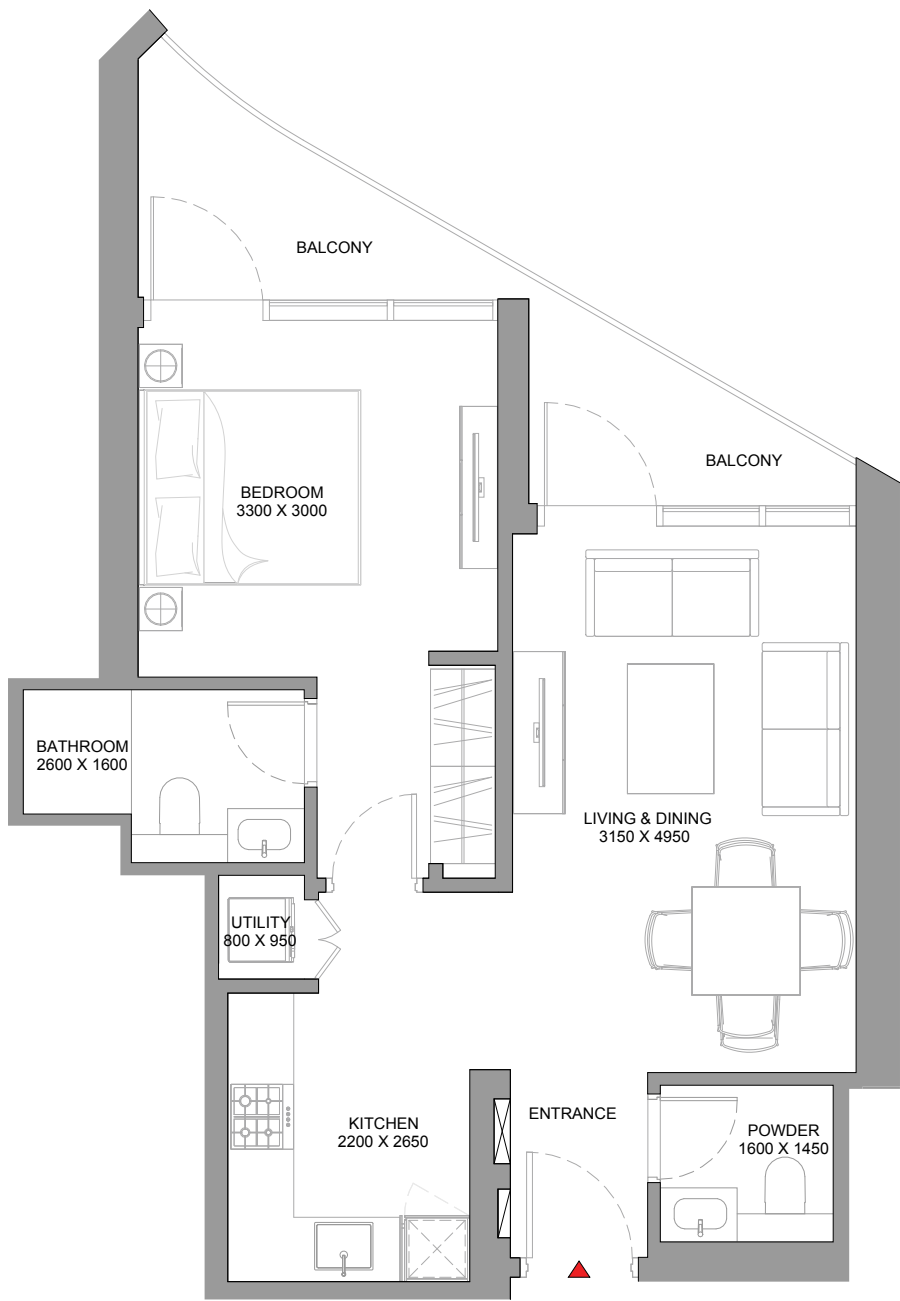 BALCONY
BALCONY
BEDROOM
3300 X 3000
BATHROOM
2600 X 1600
LIVING & DINING
3150 X 4950
UTILITY
800 X 950
KITCHEN
2200 X 2650
ENTRANCE
POWDER
1600 X 1450